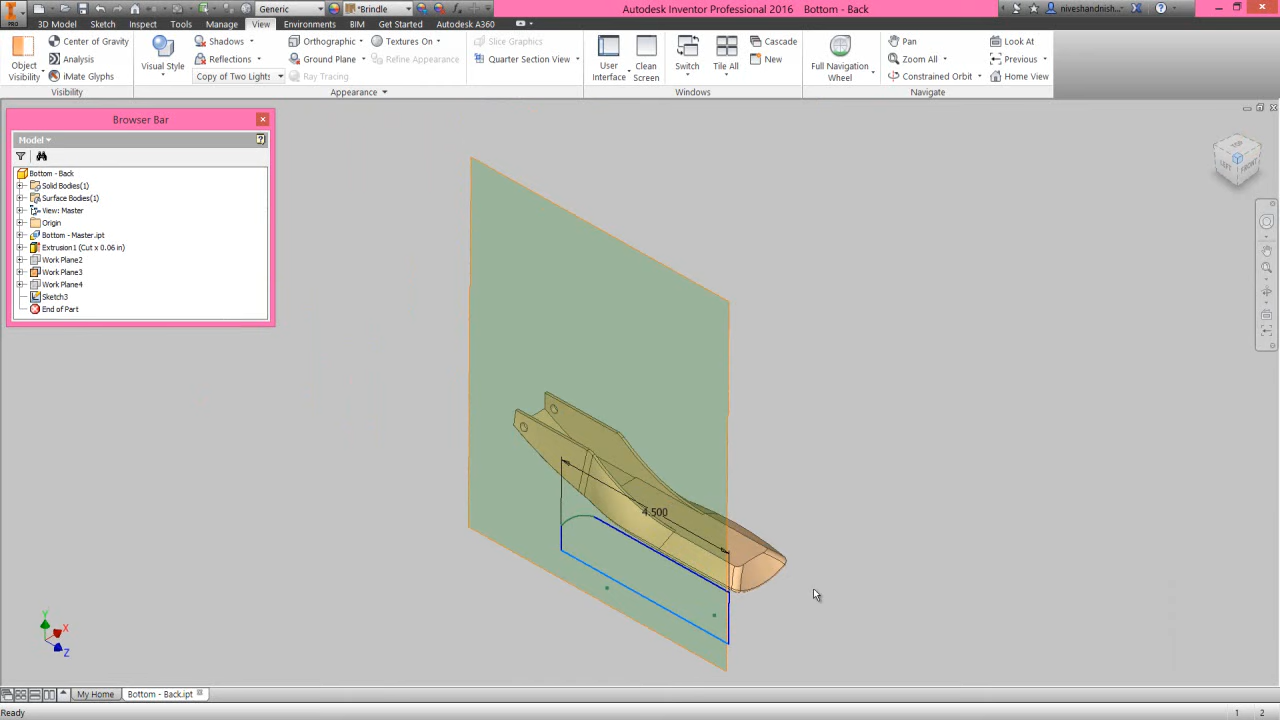 PRO
Generic
*Brindle
Autodesk Inventor Professional 2016 Bottom - Back
niveshandnish...
3D Model
Sketch
Inspect
Tools
Manage
View
Environments
BIM
Get Started
Autodesk A360
Object
Visibility
Center of Gravity
Analysis
iMate Glyphs
Visibility
Visual Style
Shadows
Reflections
Copy of Two Lights
Orthographic
Ground Plane
Ray Tracing
Textures On
Refine Appearance
Appearance
Slice Graphics
Quarter Section View
User
Interface
Clean
Screen
Switch
Tile All
Cascade
New
Windows
Full Navigation
Wheel
Pan
Zoom All
Constrained Orbit
Look At
Previous
Home View
Navigate
Browser Bar
Model
Bottom - Back
Solid Bodies(1)
Surface Bodies(1)
View: Master
Origin
Bottom - Master.ipt
Extrusion1 (Cut x 0.06 in)
Work Plane2
Work Plane3
Work Plane4
Sketch3
End of Part
TOP
LEFT
FRONT
4.500
Y
X
Z
My Home
Bottom - Back.ipt
Ready
1
2